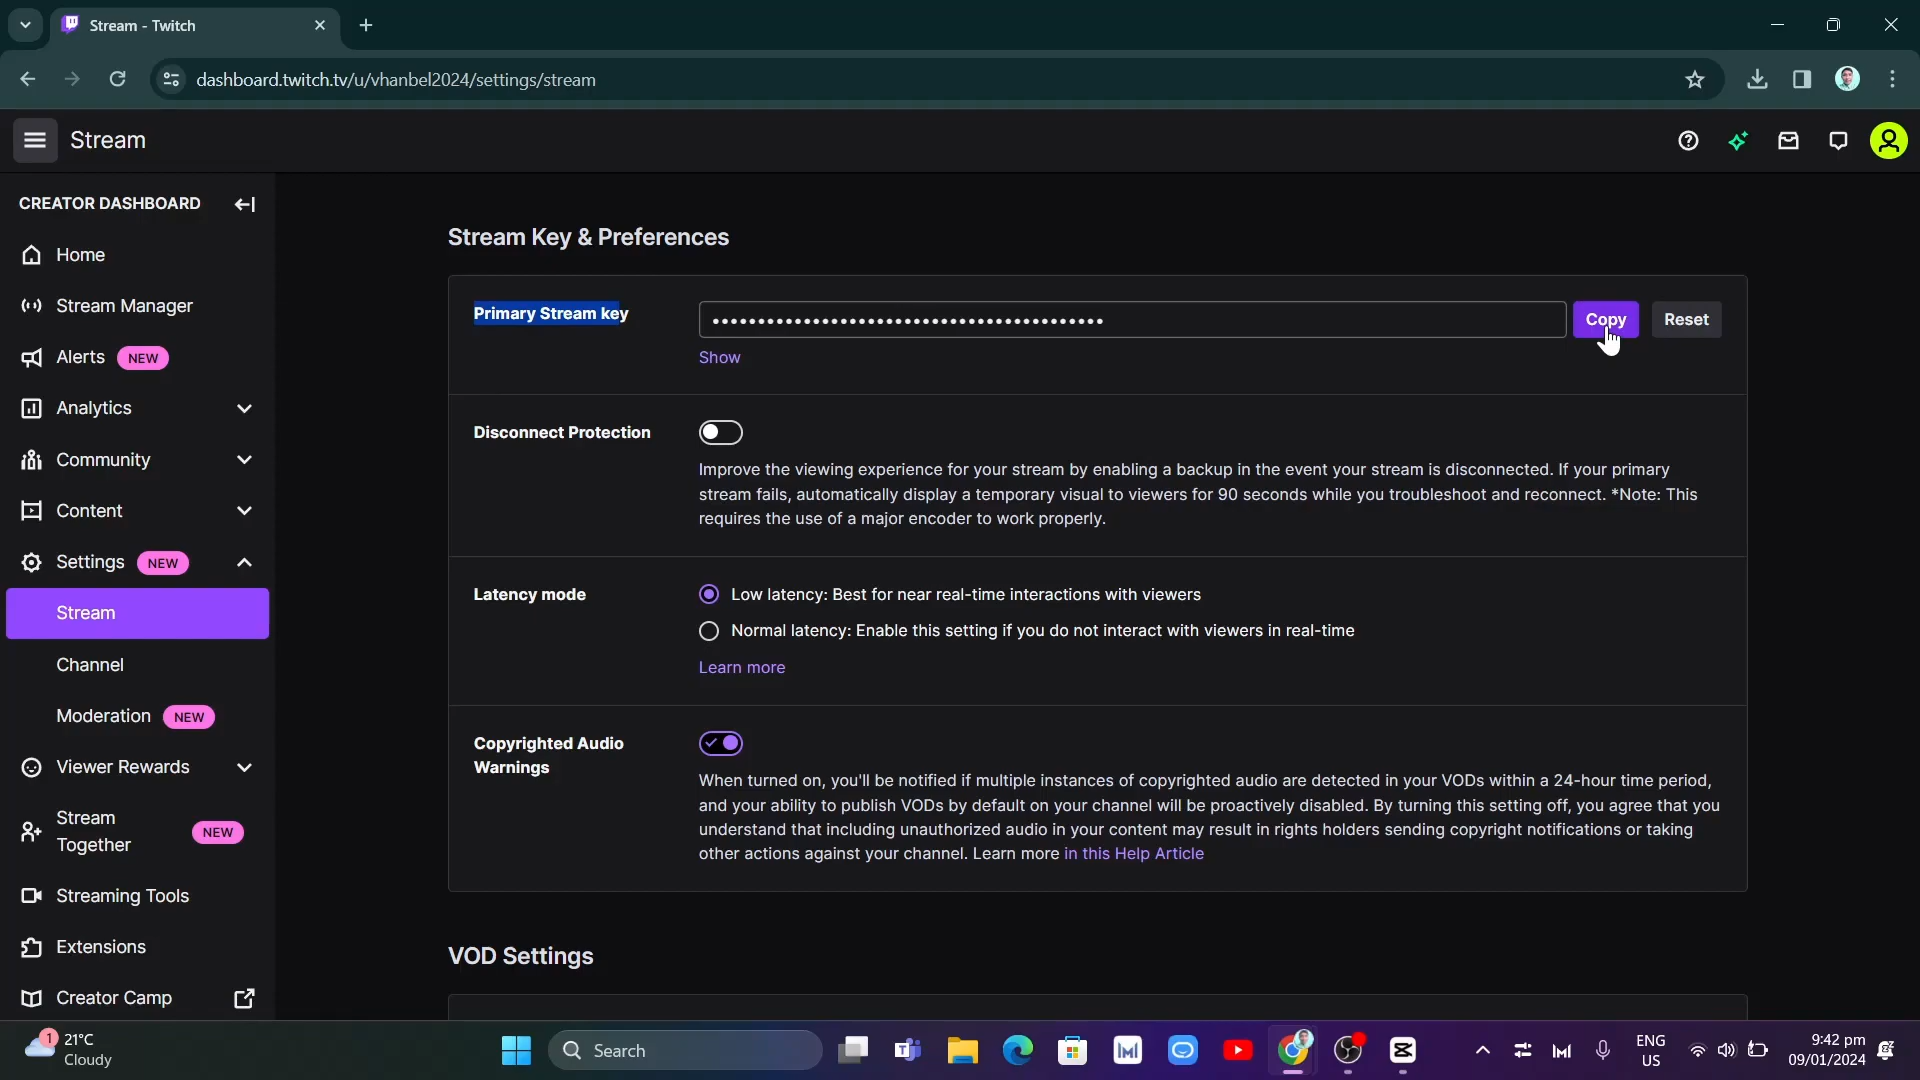 Stream - Twitch
dashboard.twitch.tv/u/vhanbel2024/settings/stream
Stream
CREATOR DASHBOARD
Home
Stream Manager
Alerts NEW
Analytics
Community
Content
Settings NEW
Stream
Channel
Moderation NEW
Viewer Rewards
Stream
Together NEW
Streaming Tools
Extensions
Creator Camp
Stream Key & Preferences
Primary Stream key
••••••••••••••••••••••••••••••••••••••••••••
Copy
Reset
Show
Disconnect Protection
Improve the viewing experience for your stream by enabling a backup in the event your stream is disconnected. If your primary
stream fails, automatically display a temporary visual to viewers for 90 seconds while you troubleshoot and reconnect. *Note: This
requires the use of a major encoder to work properly.
Latency mode
Low latency: Best for near real-time interactions with viewers
Normal latency: Enable this setting if you do not interact with viewers in real-time
Learn more
Copyrighted Audio
Warnings
When turned on, you'll be notified if multiple instances of copyrighted audio are detected in your VODs within a 24-hour time period,
and your ability to publish VODs by default on your channel will be proactively disabled. By turning this setting off, you agree that you
understand that including unauthorized audio in your content may result in rights holders sending copyright notifications or taking
other actions against your channel. Learn more in this Help Article
VOD Settings
1
21°C
Cloudy
Search
ENG
US
9:42 pm
09/01/2024